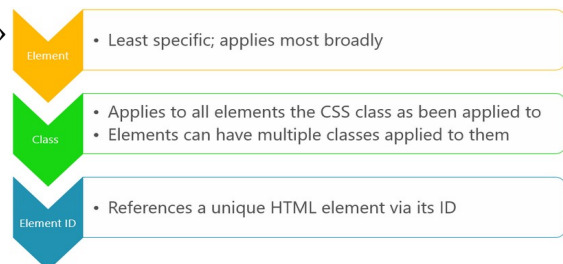 Element
• Least specific; applies most broadly
Class
• Applies to all elements the CSS class as been applied to
• Elements can have multiple classes applied to them
Element ID
• References a unique HTML element via its ID